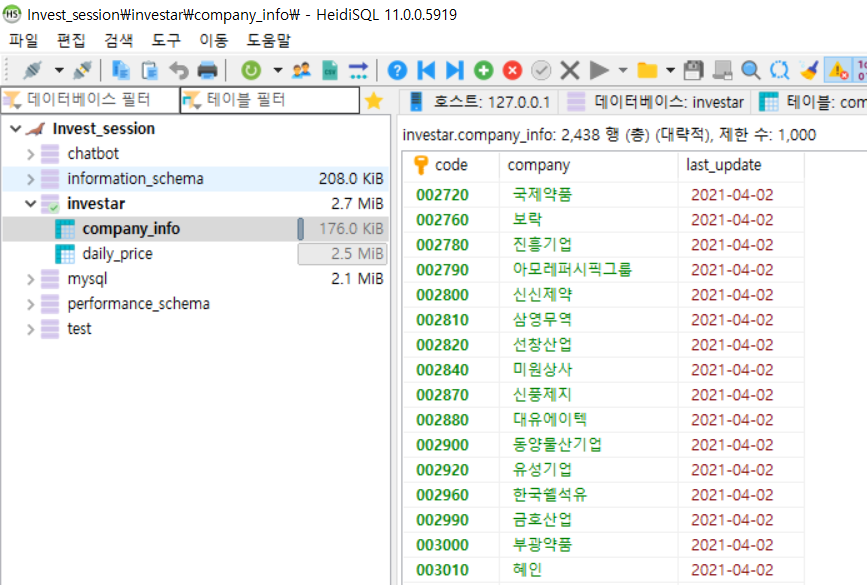 Invest_session₩investar₩company_info₩ - HeidiSQL 11.0.0.5919
파일 편집 검색 도구 이동 도움말
데이터베이스 필터 테이블 필터 호스트: 127.0.0.1 데이터베이스: investar 테이블: com
Invest_session
chatbot
information_schema 208.0 KiB
investar 2.7 MiB
company_info 176.0 KiB
daily_price 2.5 MiB
mysql 2.1 MiB
performance_schema
test
investar.company_info: 2,438 행 (총) (대략적), 제한 수: 1,000
code company last_update
002720 국제약품 2021-04-02
002760 보락 2021-04-02
002780 진흥기업 2021-04-02
002790 아모레퍼시픽그룹 2021-04-02
002800 신신제약 2021-04-02
002810 삼영무역 2021-04-02
002820 선창산업 2021-04-02
002840 미원상사 2021-04-02
002870 신풍제지 2021-04-02
002880 대유에이텍 2021-04-02
002900 동양물산기업 2021-04-02
002920 유성기업 2021-04-02
002960 한국쉘석유 2021-04-02
002990 금호산업 2021-04-02
003000 부광약품 2021-04-02
003010 혜인 2021-04-02